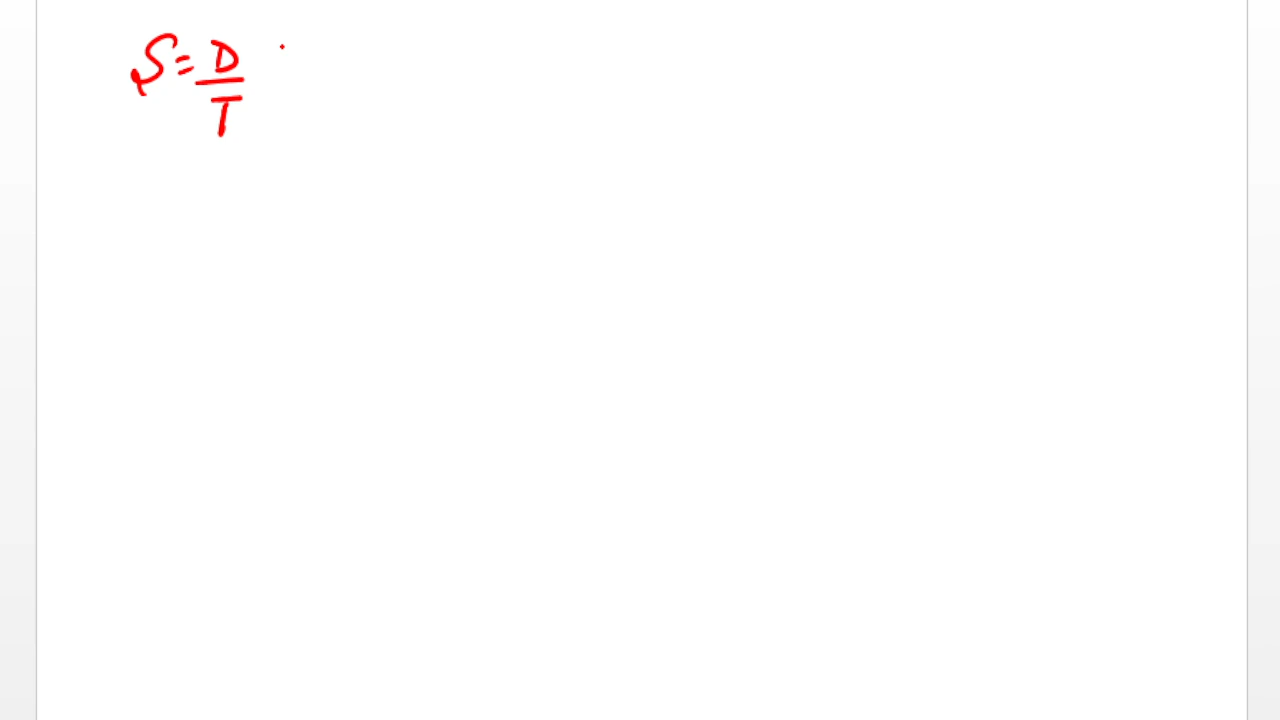 S = D/T